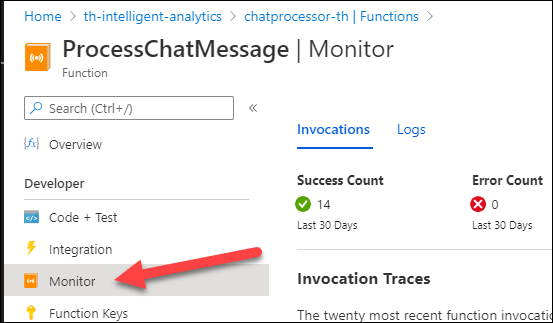 Home > th-intelligent-analytics > chatprocessor-th | Functions >
ProcessChatMessage | Monitor
Function
Search (Ctrl+/)
«
Overview
Developer
Code + Test
Integration
Monitor
Function Keys
Invocations Logs
Success Count Error Count
14 0
Last 30 Days Last 30 Days
Invocation Traces
The twenty most recent function invocatio